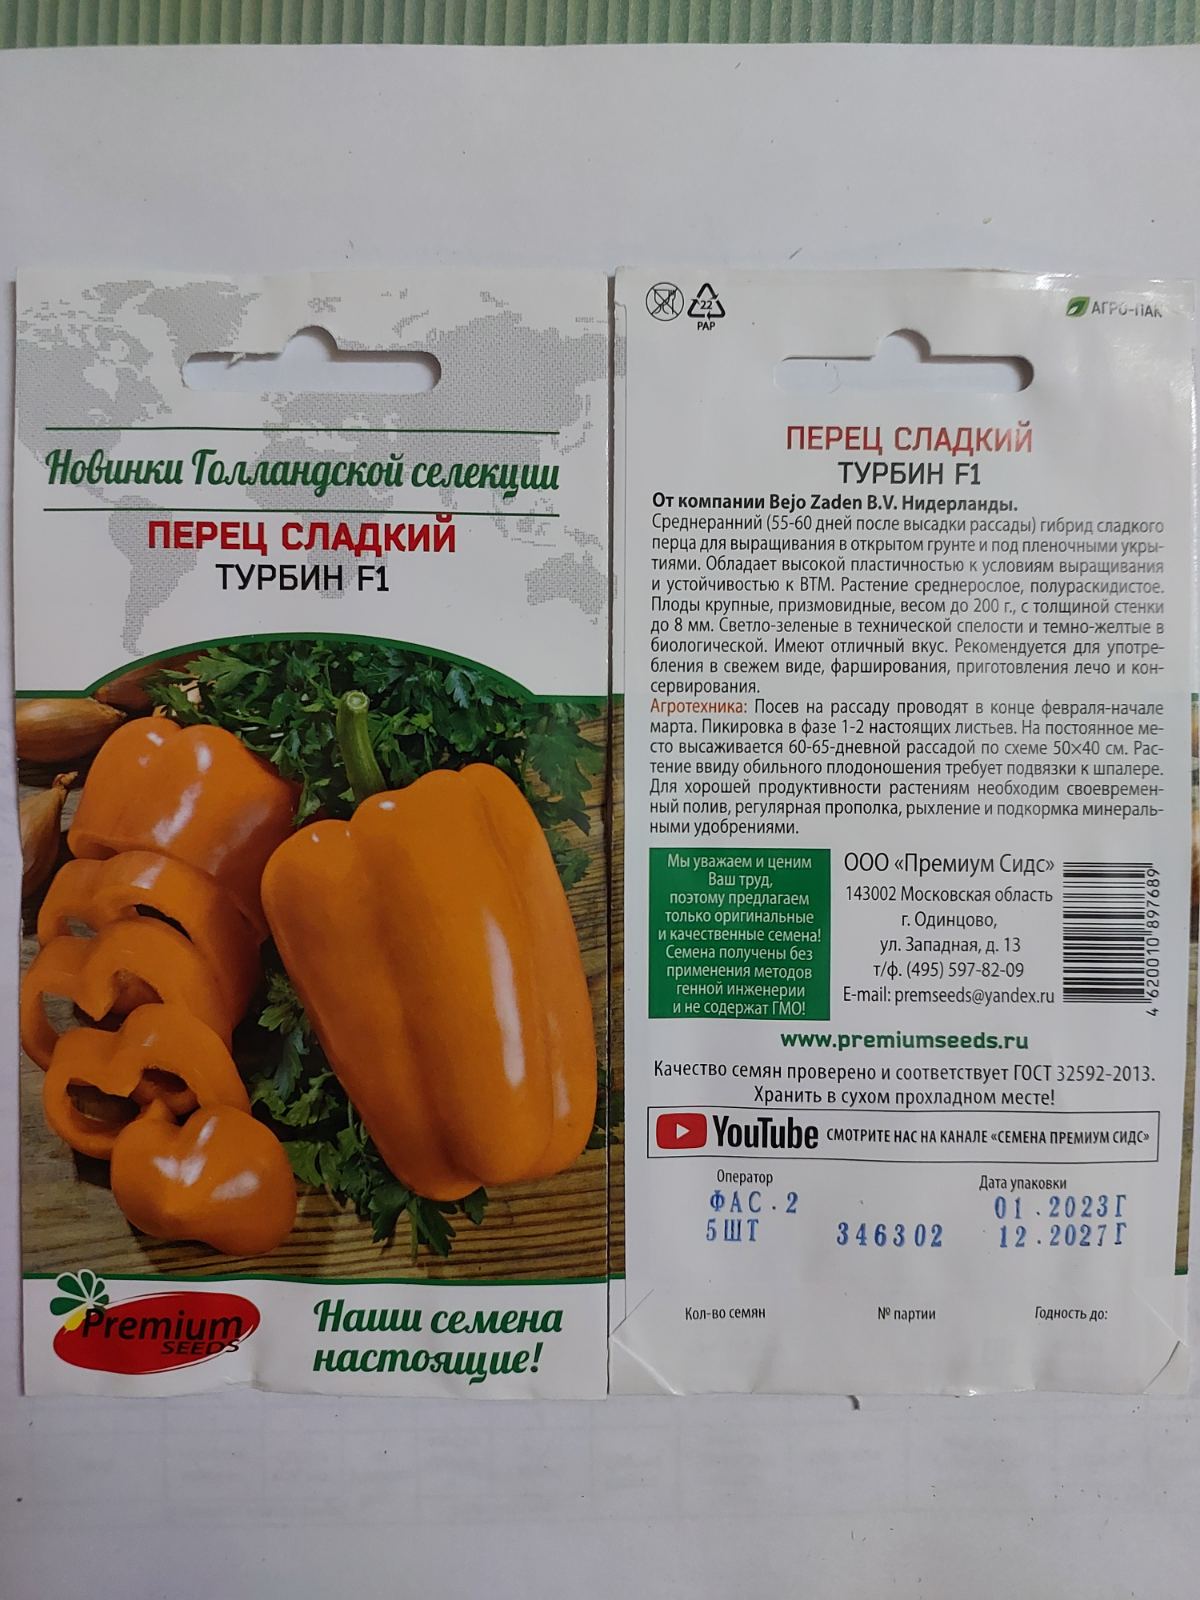 Новинки Голландской селекции
ПЕРЕЦ СЛАДКИЙ
ТУРБИН F1
Premium
SEEDS
Наши семена
настоящие!
22
PAP
АГРО-ПАК
ПЕРЕЦ СЛАДКИЙ
ТУРБИН F1
От компании Bejo Zaden B.V. Нидерланды.
Среднеранний (55-60 дней после высадки рассады) гибрид сладкого
перца для выращивания в открытом грунте и под пленочными укры-
тиями. Обладает высокой пластичностью к условиям выращивания
и устойчивостью к ВТМ. Растение среднерослое, полураскидистое.
Плоды крупные, призмовидные, весом до 200 г., с толщиной стенки
до 8 мм. Светло-зеленые в технической спелости и темно-желтые в
биологической. Имеют отличный вкус. Рекомендуется для употре-
бления в свежем виде, фарширования, приготовления лечо и кон-
сервирования.
Агротехника: Посев на рассаду проводят в конце февраля-начале
марта. Пикировка в фазе 1-2 настоящих листьев. На постоянное ме-
сто высаживается 60-65-дневной рассадой по схеме 50×40 см. Рас-
тение ввиду обильного плодоношения требует подвязки к шпалере.
Для хорошей продуктивности растениям необходим своевремен-
ный полив, регулярная прополка, рыхление и подкормка минераль-
ными удобрениями.
Мы уважаем и ценим
Ваш труд,
поэтому предлагаем
только оригинальные
и качественные семена!
Семена получены без
применения методов
генной инженерии
и не содержат ГМО!
ООО «Премиум Сидс»
143002 Московская область
г. Одинцово,
ул. Западная, д. 13
т/ф. (495) 597-82-09
E-mail: premseeds@yandex.ru
4 620010 897689
www.premiumseeds.ru
Качество семян проверено и соответствует ГОСТ 32592-2013.
Хранить в сухом прохладном месте!
YouTube СМОТРИТЕ НАС НА КАНАЛЕ «СЕМЕНА ПРЕМИУМ СИДС»
Оператор Дата упаковки
ФАС.2 01.2023Г
5ШТ 346302 12.2027Г
Кол-во семян № партии Годность до: